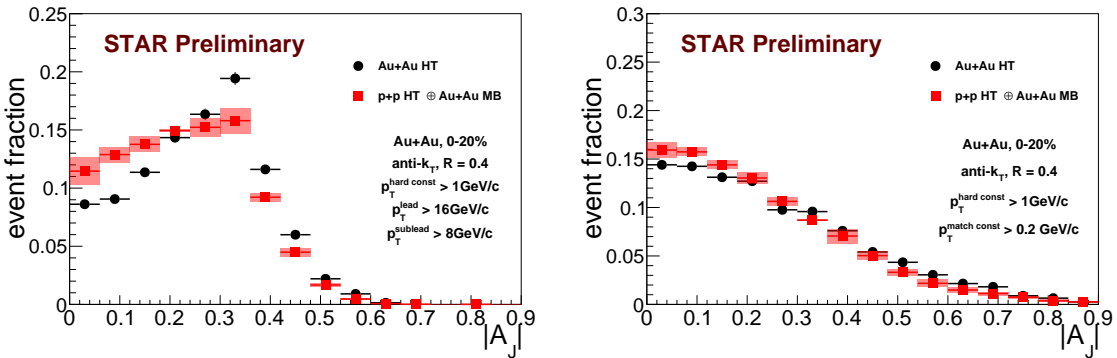 0.25
0.2
0.15
0.1
0.05
0
event fraction
STAR Preliminary
Au+Au HT
p+p HT ⊕ Au+Au MB
Au+Au, 0-20%
anti-k_T, R = 0.4
p_T^hard const > 1GeV/c
p_T^lead > 16GeV/c
p_T^sublead > 8GeV/c
0 0.1 0.2 0.3 0.4 0.5 0.6 0.7 0.8 0.9
|A_J|
0.3
0.25
0.2
0.15
0.1
0.05
0
event fraction
STAR Preliminary
Au+Au HT
p+p HT ⊕ Au+Au MB
Au+Au, 0-20%
anti-k_T, R = 0.4
p_T^hard const > 1GeV/c
p_T^match const > 0.2 GeV/c
0 0.1 0.2 0.3 0.4 0.5 0.6 0.7 0.8 0.9
|A_J|